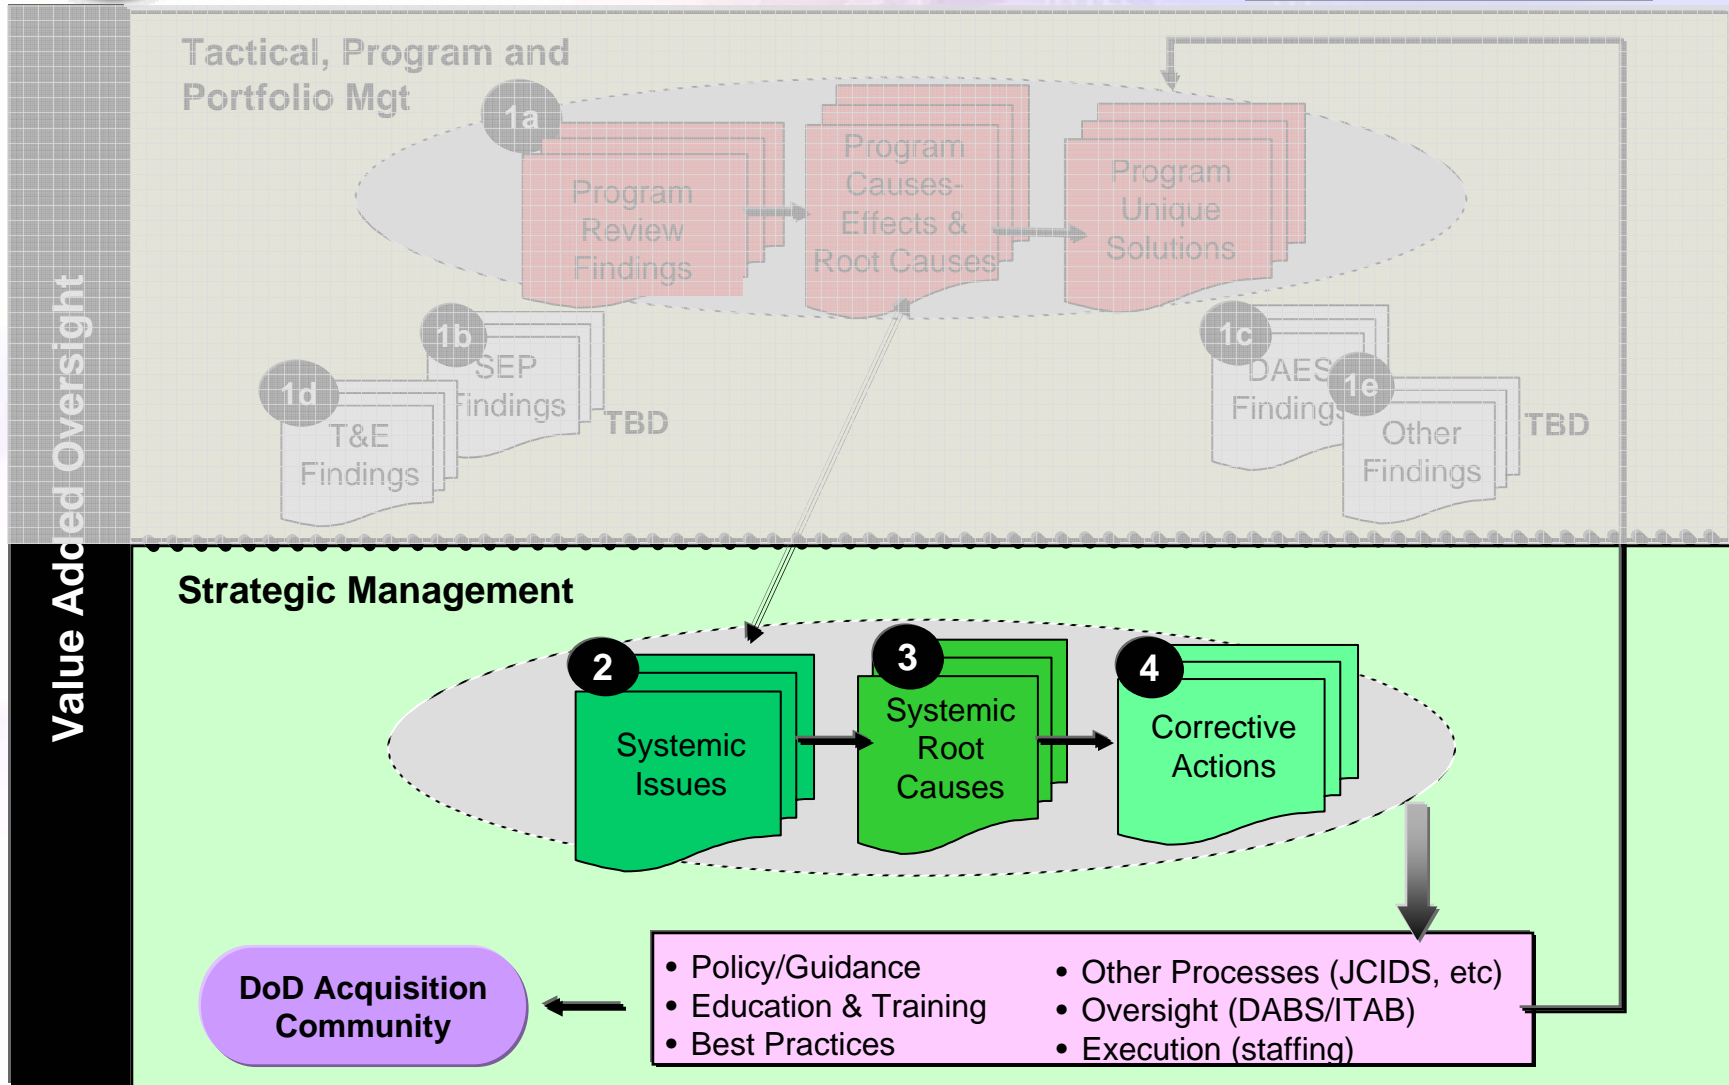 Value Added Oversight
Tactical, Program and
Portfolio Mgt
1a
Program
Review
Findings
Program
Causes-
Effects &
Root Causes
Program
Unique
Solutions
1b
SEP
Findings
TBD
1d
T&E
Findings
1c
DAES
Findings
1e
Other
Findings
TBD
Strategic Management
2
Systemic
Issues
3
Systemic
Root
Causes
4
Corrective
Actions
DoD Acquisition
Community
• Policy/Guidance
• Education & Training
• Best Practices
• Other Processes (JCIDS, etc)
• Oversight (DABS/ITAB)
• Execution (staffing)